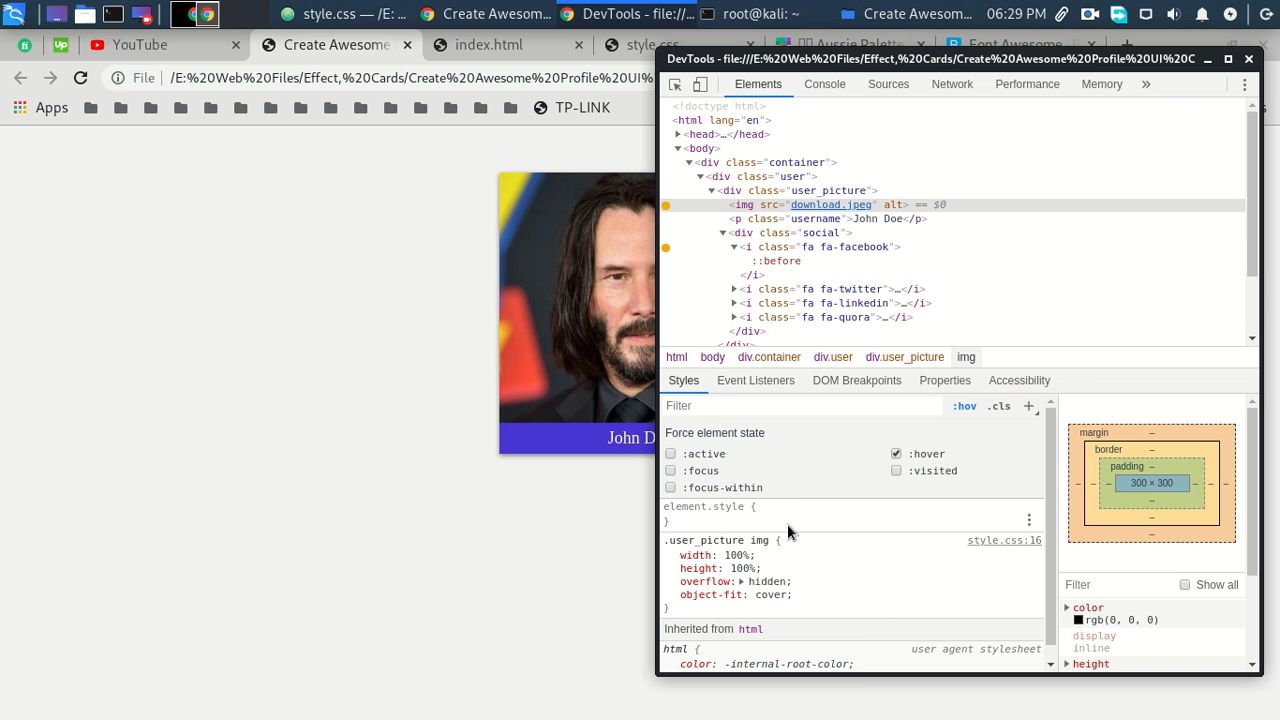 style.css — /E: ...
Create Awesom...
DevTools - file://...
root@kali: ~
Create Awesom...
06:29 PM
YouTube
Create Awesome
index.html
style.css
Aussie Palette
Font Awesome
File
/E:%20Web%20Files/Effect,%20Cards/Create%20Awesome%20Profile%20UI%
Apps
TP-LINK
John D
DevTools - file:///E:%20Web%20Files/Effect,%20Cards/Create%20Awesome%20Profile%20UI%20C
Elements
Console
Sources
Network
Performance
Memory
»
<!doctype html>
<html lang="en">
<head>…</head>
<body>
<div class="container">
<div class="user">
<div class="user_picture">
<img src="download.jpeg" alt> == $0
<p class="username">John Doe</p>
<div class="social">
<i class="fa fa-facebook">
::before
</i>
<i class="fa fa-twitter">…</i>
<i class="fa fa-linkedin">…</i>
<i class="fa fa-quora">…</i>
</div>
</div>
html body div.container div.user div.user_picture img
Styles Event Listeners DOM Breakpoints Properties Accessibility
Filter :hov .cls +
Force element state
:active :hover
:focus :visited
:focus-within
element.style {
}
.user_picture img { style.css:16
width: 100%;
height: 100%;
overflow: hidden;
object-fit: cover;
}
Inherited from html
html { user agent stylesheet
color: -internal-root-color;
margin –
border –
padding –
– – – 300 × 300 – – –
–
–
–
Filter Show all
color
rgb(0, 0, 0)
display
inline
height